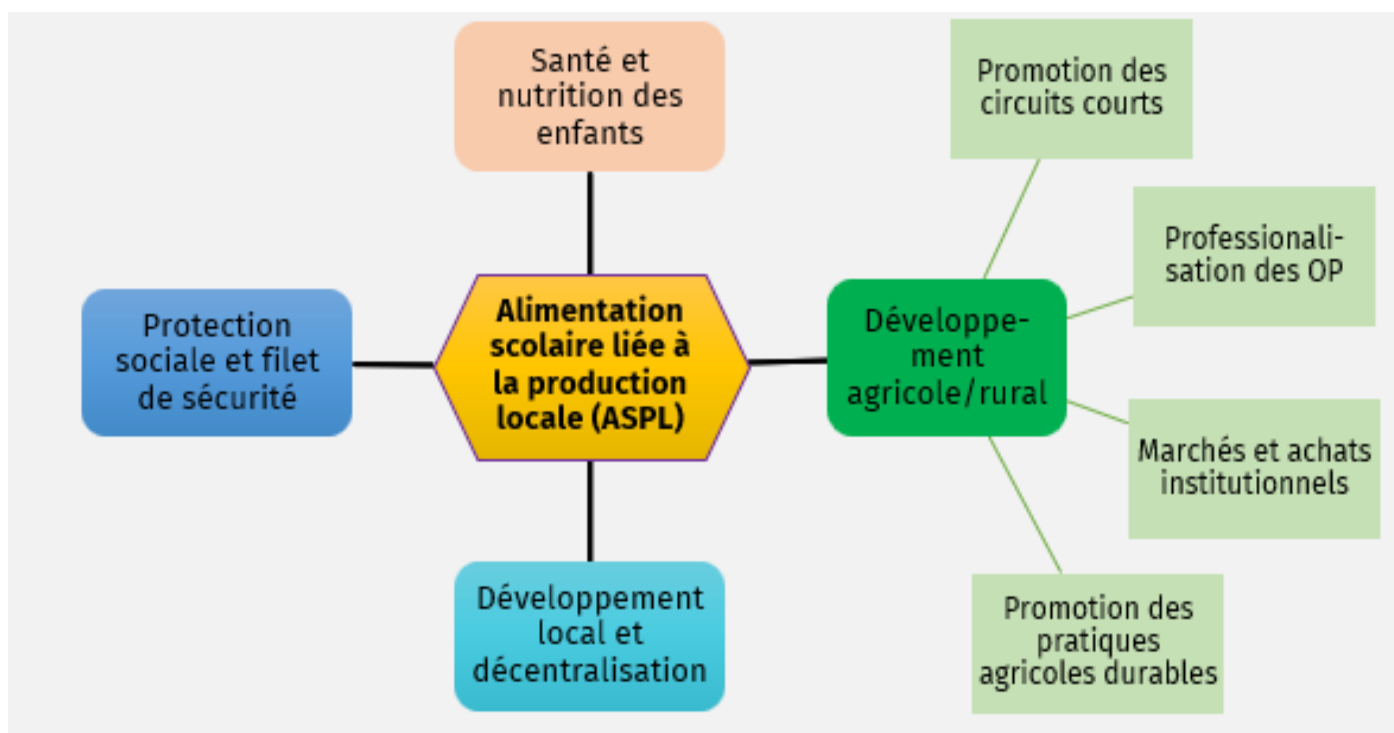 Santé et
nutrition des
enfants
Promotion des
circuits courts
Professionali-
sation des OP
Protection
sociale et filet
de sécurité
Alimentation
scolaire liée à
la production
locale (ASPL)
Développe-
ment
agricole/rural
Marchés et achats
institutionnels
Développement
local et
décentralisation
Promotion des
pratiques
agricoles durables